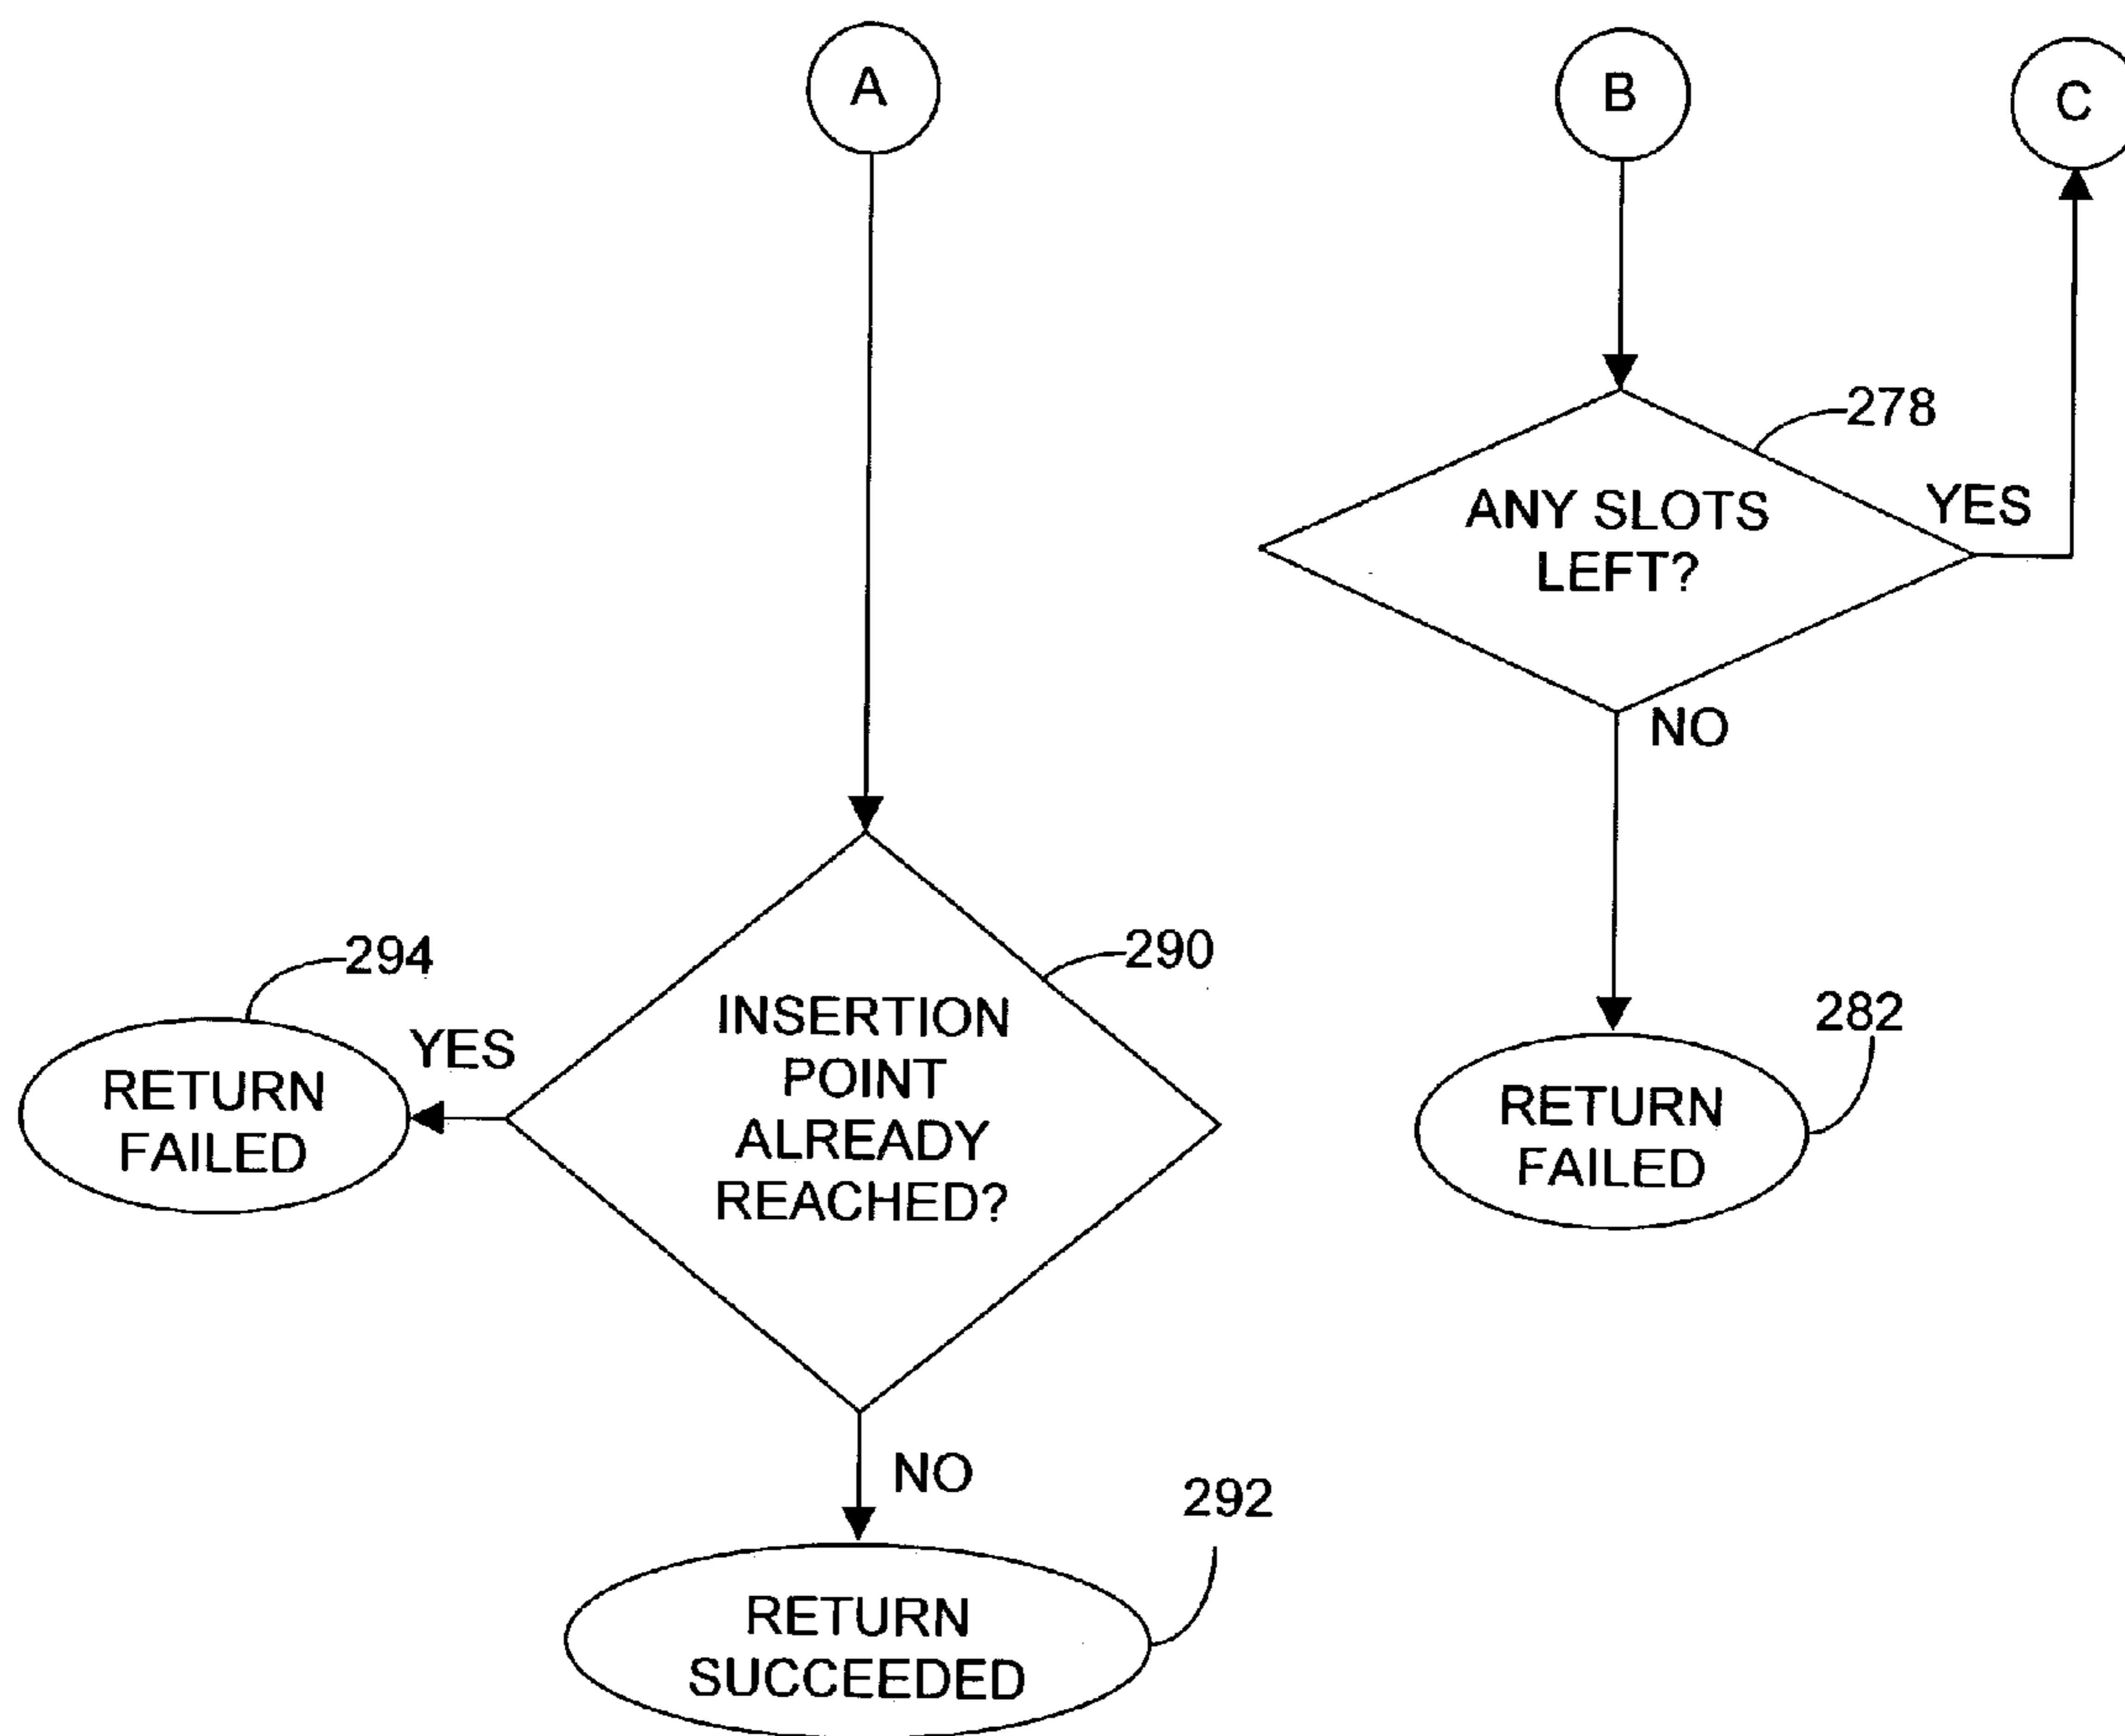 A
B
C
278
ANY SLOTS
LEFT?
YES
NO
294
290
YES
INSERTION
POINT
ALREADY
REACHED?
RETURN
FAILED
282
RETURN
FAILED
NO
292
RETURN
SUCCEEDED